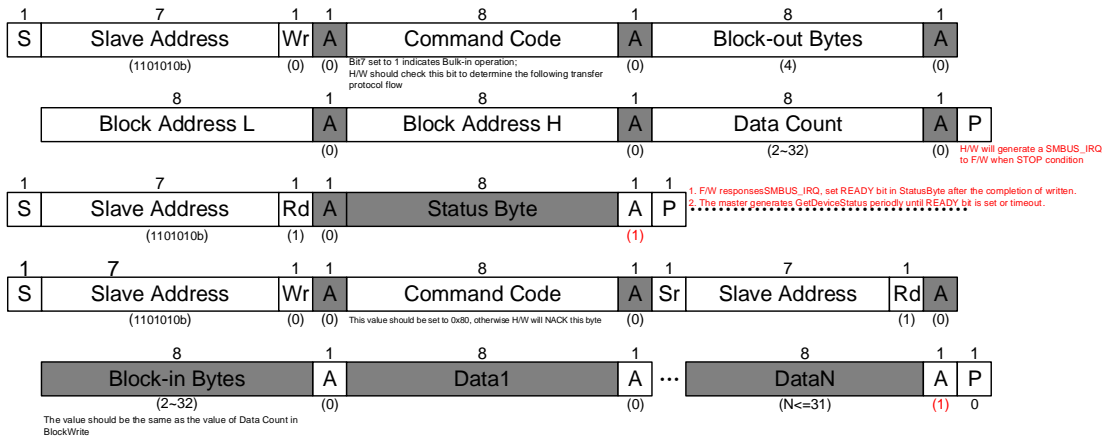 1 7 1 1 8 1 8 1
S Slave Address Wr A Command Code A Block-out Bytes A
(1101010b) (0) (0) Bit7 set to 1 indicates Bulk-in operation; (0) (4) (0)
H/W should check this bit to determine the following transfer
protocol flow
8 1 8 1 8 1 1
Block Address L A Block Address H A Data Count A P
(0) (0) (2~32) (0) H/W will generate a SMBUS_IRQ
to F/W when STOP condition
1 7 1 1 8 1 1
S Slave Address Rd A Status Byte A P
1. F/W responsesSMBUS_IRQ, set READY bit in StatusByte after the completion of written.
2. The master generates GetDeviceStatus periodly until READY bit is set or timeout.
(1101010b) (1) (0) (1)
1 7 1 1 8 1 1 7 1 1
S Slave Address Wr A Command Code A Sr Slave Address Rd A
(1101010b) (0) (0) This value should be set to 0x80, otherwise H/W will NACK this byte (0) (1) (0)
8 1 8 1 8 1 1
Block-in Bytes A Data1 A ... DataN A P
(2~32) (0) (0) (N<=31) (1) 0
The value should be the same as the value of Data Count in
BlockWrite